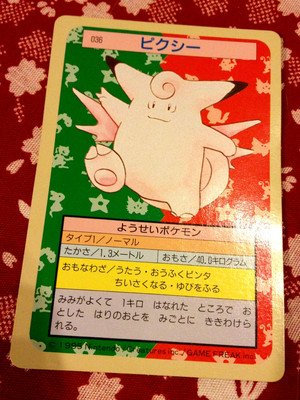 036
ピクシー
ようせいポケモン
タイプ1/ノーマル
たかさ/1.3メートル おもさ/40.0キログラム
おもなわざ/うたう・おうふくビンタ
ちいさくなる・ゆびをふる
みみがよくて 1キロ はなれた ところで お
とした はりのおとを みごとに ききわけら
れる。
© 1995 Nintendo Creatures inc./GAME FREAK inc.